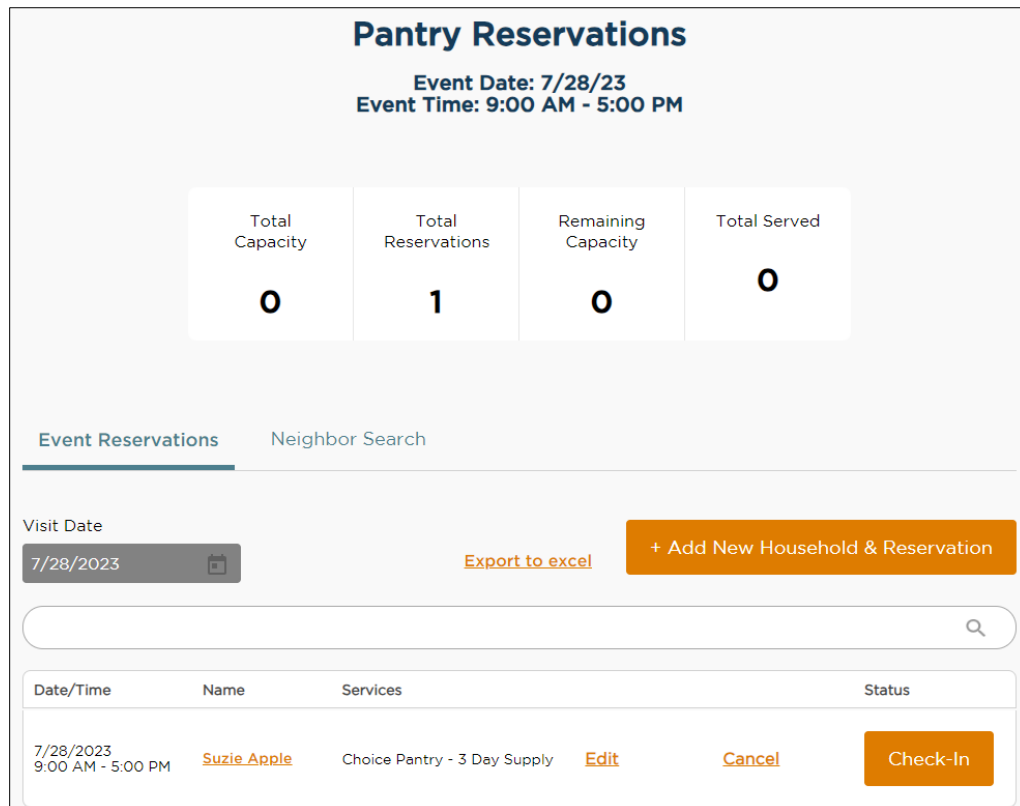 Pantry Reservations
Event Date: 7/28/23
Event Time: 9:00 AM - 5:00 PM
Total
Capacity
0
Total
Reservations
1
Remaining
Capacity
0
Total Served
0
Event Reservations
Neighbor Search
Visit Date
7/28/2023
Export to excel
+ Add New Household & Reservation
Date/Time Name Services Status
7/28/2023
9:00 AM - 5:00 PM
Suzie Apple
Choice Pantry - 3 Day Supply
Edit
Cancel
Check-In